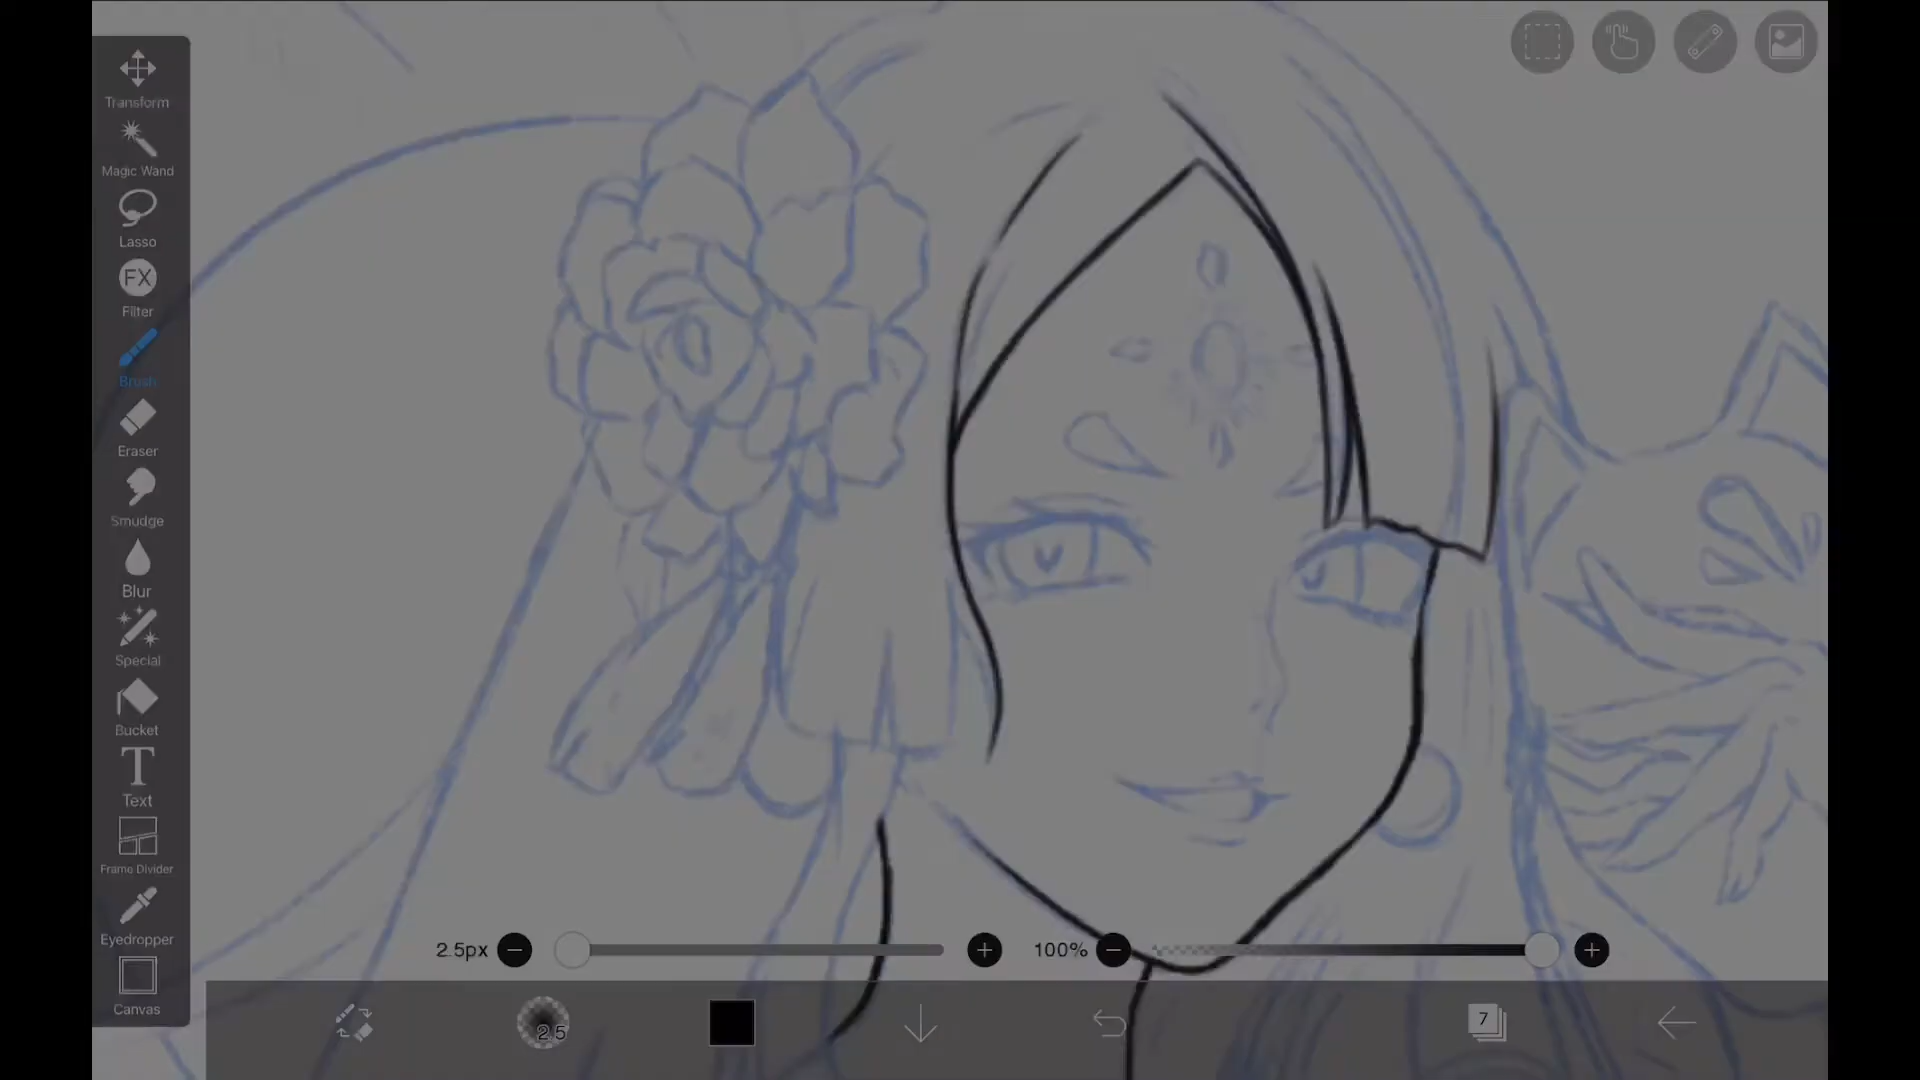 Transform
Magic Wand
Lasso
FX
Filter
Brush
Eraser
Smudge
Blur
Special
Bucket
T
Text
Frame Divider
Eyedropper
Canvas
2.5px
100%
2.5
7